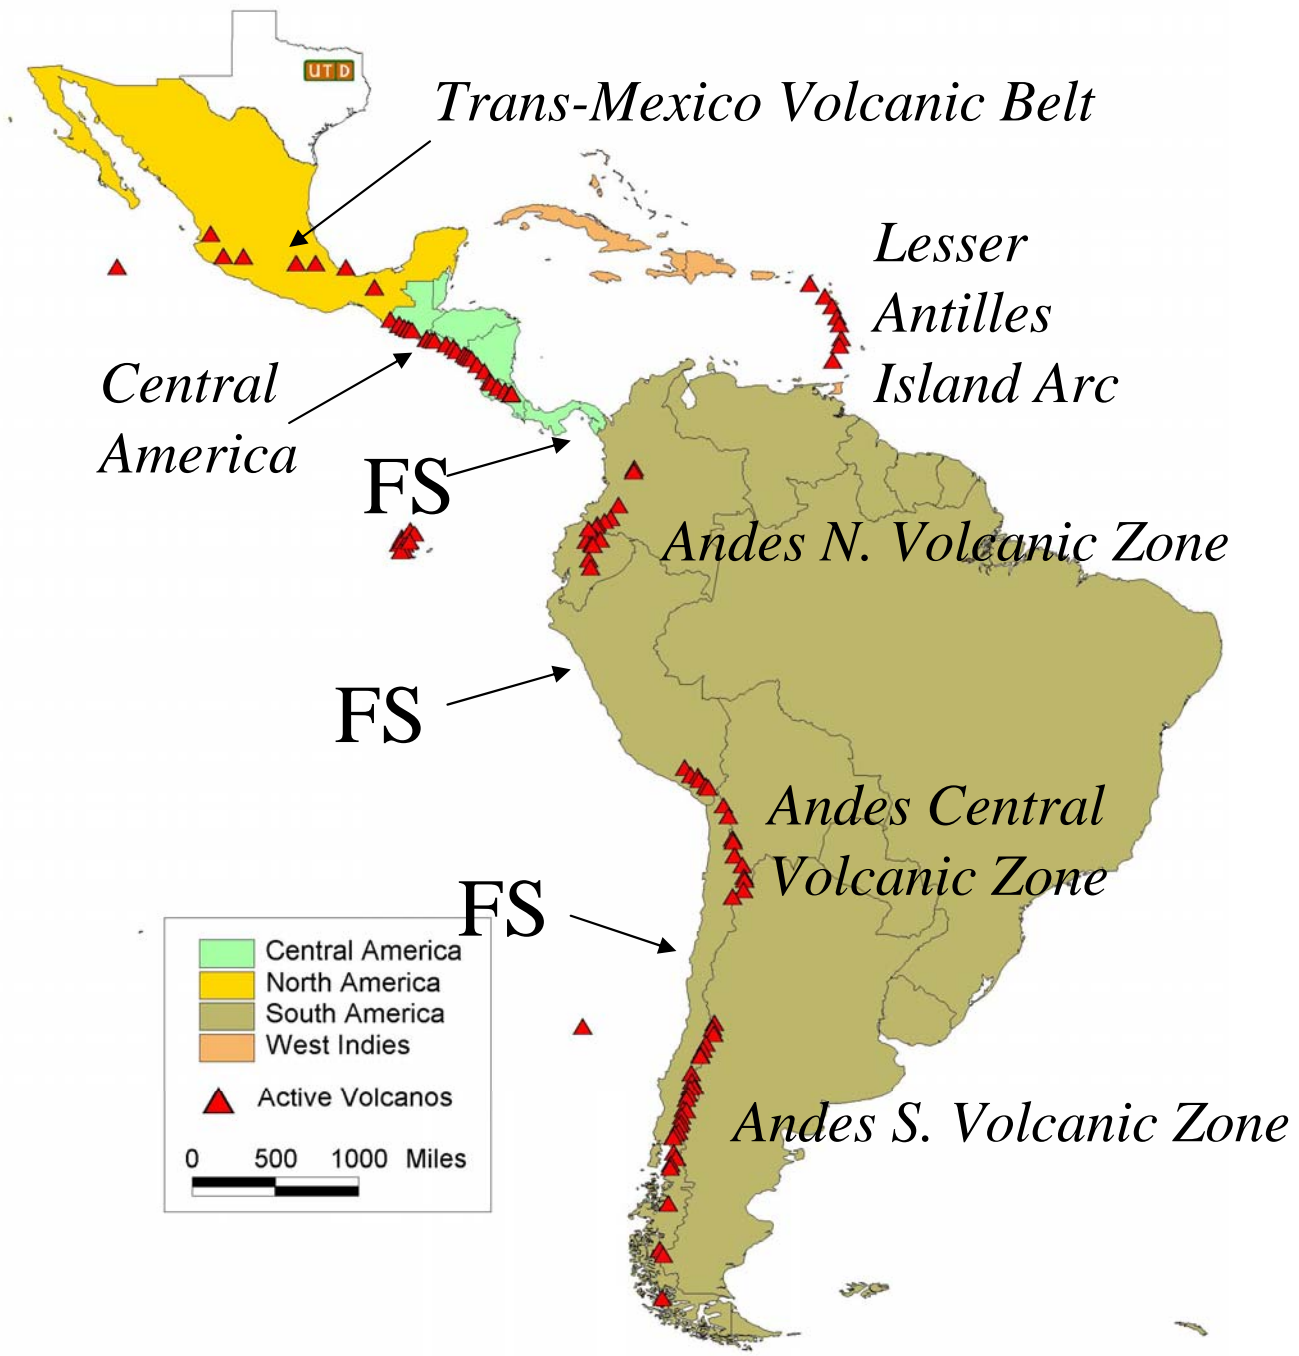 UTD
Trans-Mexico Volcanic Belt
Lesser
Antilles
Island Arc
Central
America
FS
Andes N. Volcanic Zone
FS
Andes Central
Volcanic Zone
FS
Central America
North America
South America
West Indies
Active Volcanos
0 500 1000 Miles
Andes S. Volcanic Zone